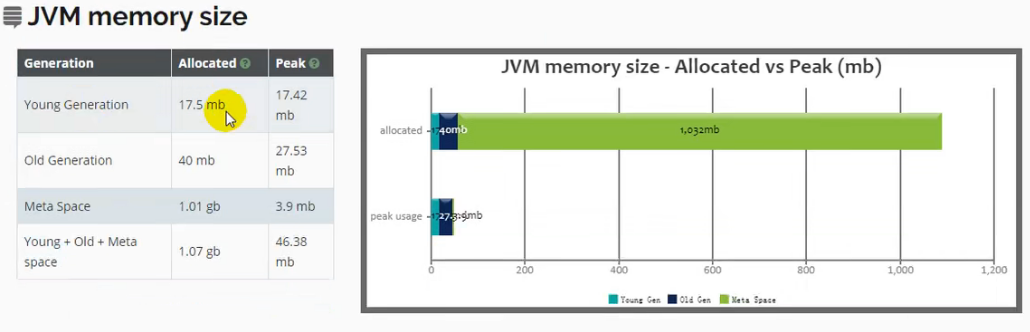 JVM memory size
Generation Allocated Peak
Young Generation 17.5 mb 17.42 mb
Old Generation 40 mb 27.53 mb
Meta Space 1.01 gb 3.9 mb
Young + Old + Meta space 1.07 gb 46.38 mb
JVM memory size - Allocated vs Peak (mb)
allocated 40mb 1,032mb
peak usage
0 200 400 600 800 1,000 1,200
Young Gen Old Gen Meta Space